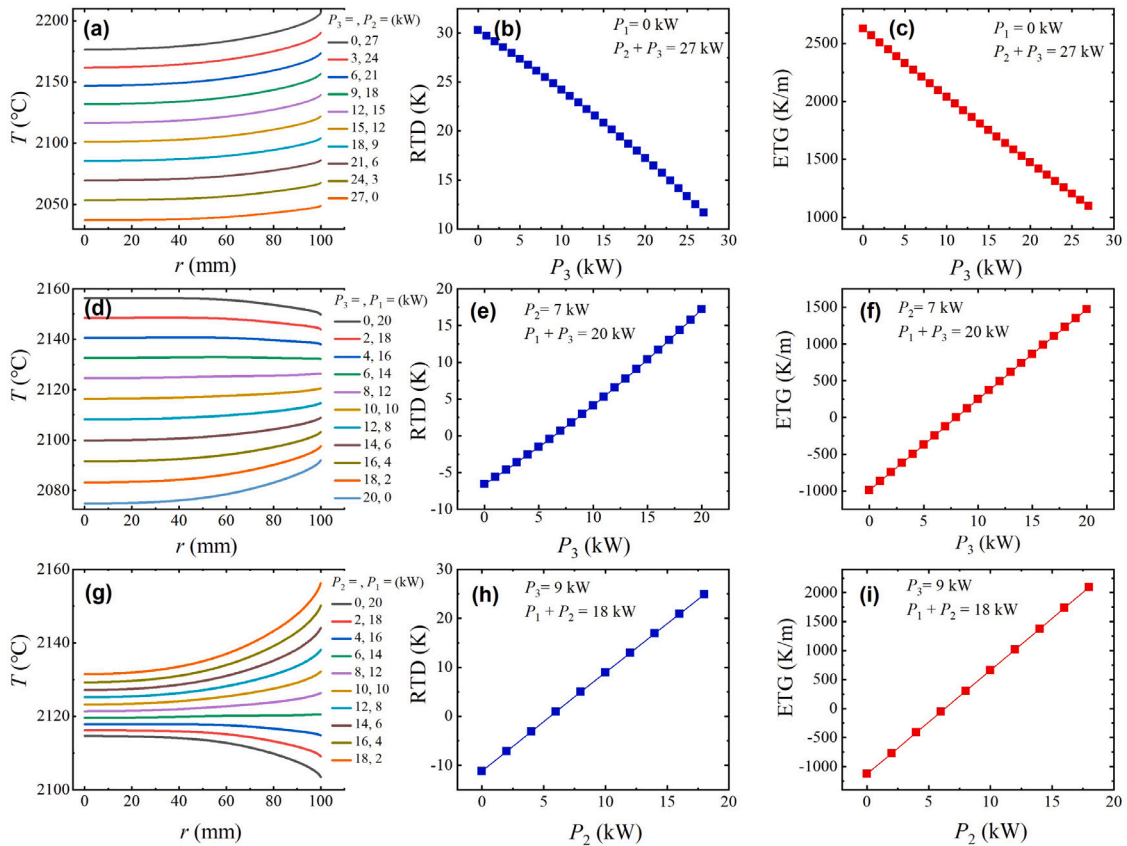 (a)
P3 = , P2 = (kW)
0, 27
3, 24
6, 21
9, 18
12, 15
15, 12
18, 9
21, 6
24, 3
27, 0
2200
2150
2100
2050
T (°C)
0 20 40 60 80 100
r (mm)
(b)
P1= 0 kW
P2 + P3 = 27 kW
35
30
25
20
15
10
RTD (K)
0 5 10 15 20 25 30
P3 (kW)
(c)
P1 = 0 kW
P2 + P3 = 27 kW
2500
2000
1500
1000
ETG (K/m)
0 5 10 15 20 25 30
P3 (kW)
(d)
P3 = , P1 = (kW)
0, 20
2, 18
4, 16
6, 14
8, 12
10, 10
12, 8
14, 6
16, 4
18, 2
20, 0
2160
2140
2120
2100
2080
T (°C)
0 20 40 60 80 100
r (mm)
(e)
P2= 7 kW
P1 + P3 = 20 kW
20
15
10
5
0
-5
-10
RTD (K)
0 5 10 15 20
P3 (kW)
(f)
P2 = 7 kW
P1 + P3 = 20 kW
1500
1000
500
0
-500
-1000
ETG (K/m)
0 5 10 15 20
P3 (kW)
(g)
P2 = , P1 = (kW)
0, 20
2, 18
4, 16
6, 14
8, 12
10, 10
12, 8
14, 6
16, 4
18, 2
2160
2140
2120
2100
T (°C)
0 20 40 60 80 100
r (mm)
(h)
P3= 9 kW
P1 + P2 = 18 kW
30
20
10
0
-10
RTD (K)
0 5 10 15 20
P2 (kW)
(i)
P3 = 9 kW
P1 + P2 = 18 kW
2000
1500
1000
500
0
-500
-1000
ETG (K/m)
0 5 10 15 20
P2 (kW)